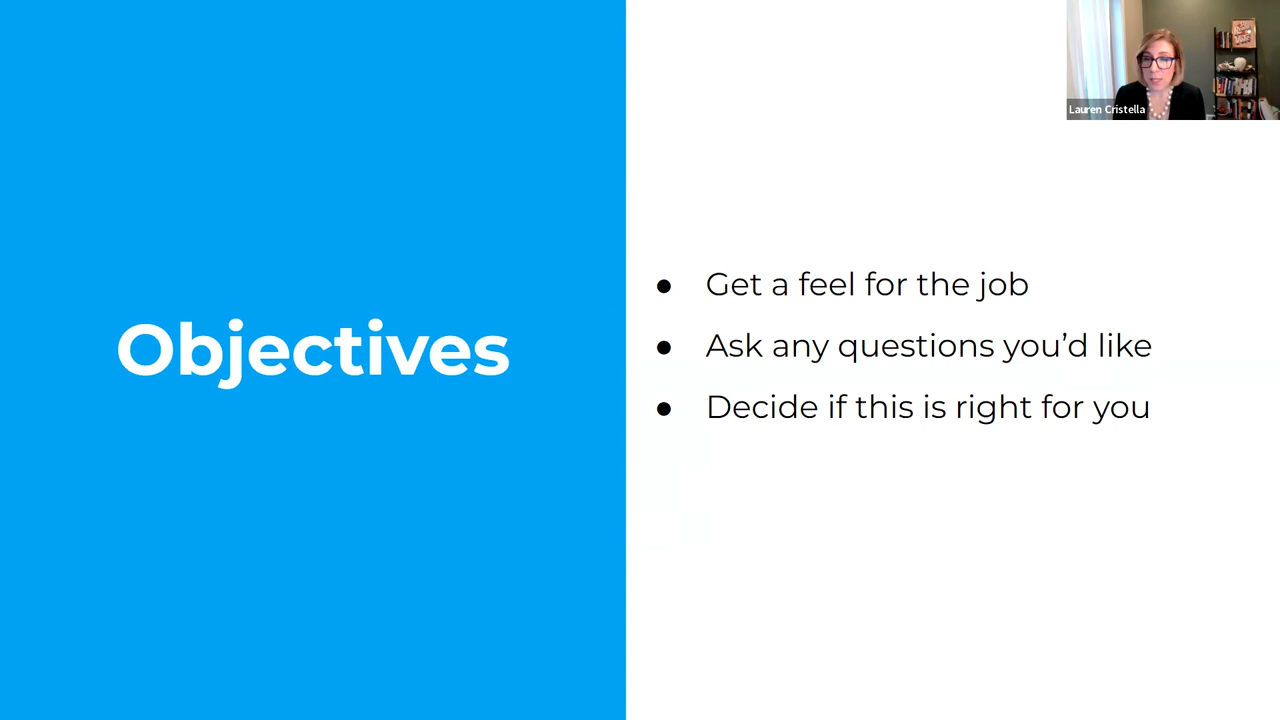 Lauren Cristella
Objectives
● Get a feel for the job
● Ask any questions you’d like
● Decide if this is right for you